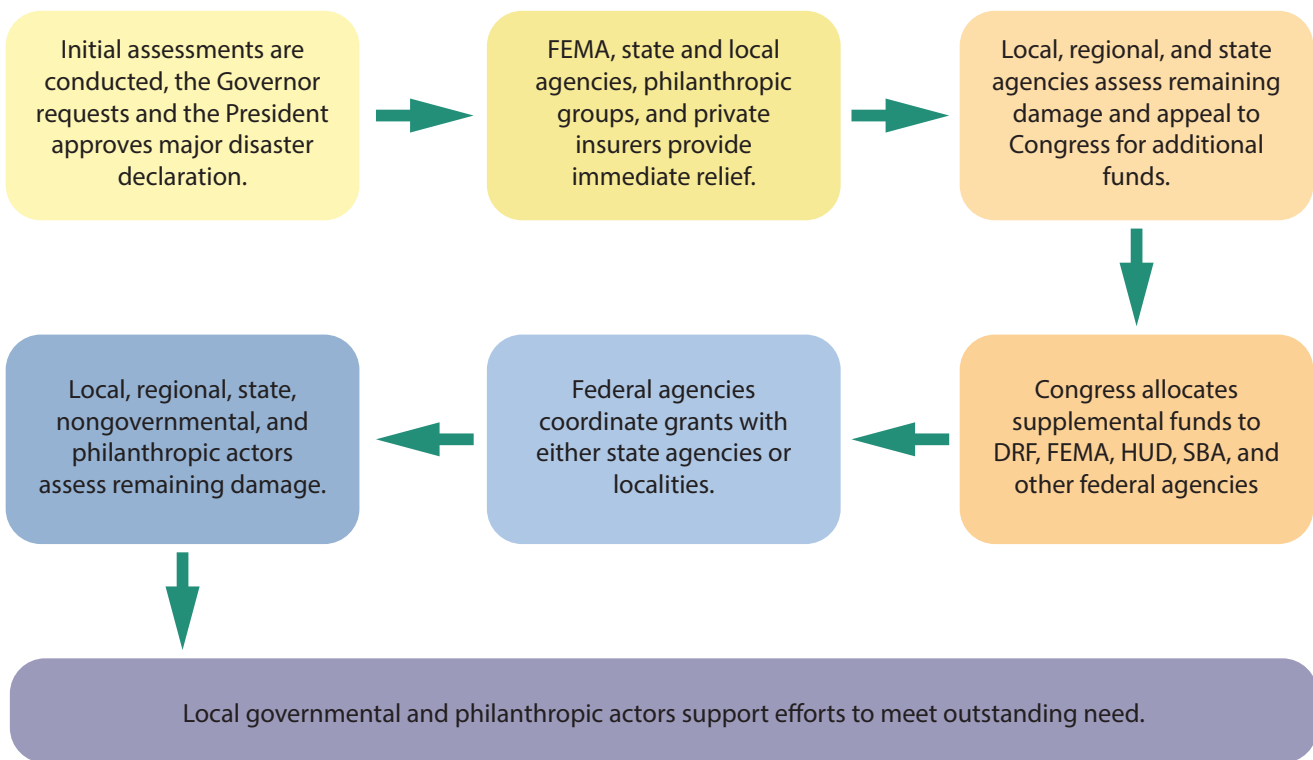 Initial assessments are
conducted, the Governor
requests and the President
approves major disaster
declaration.
FEMA, state and local
agencies, philanthropic
groups, and private
insurers provide
immediate relief.
Local, regional, and state
agencies assess remaining
damage and appeal to
Congress for additional
funds.
Congress allocates
supplemental funds to
DRF, FEMA, HUD, SBA, and
other federal agencies
Federal agencies
coordinate grants with
either state agencies or
localities.
Local, regional, state,
nongovernmental, and
philanthropic actors
assess remaining damage.
Local governmental and philanthropic actors support efforts to meet outstanding need.